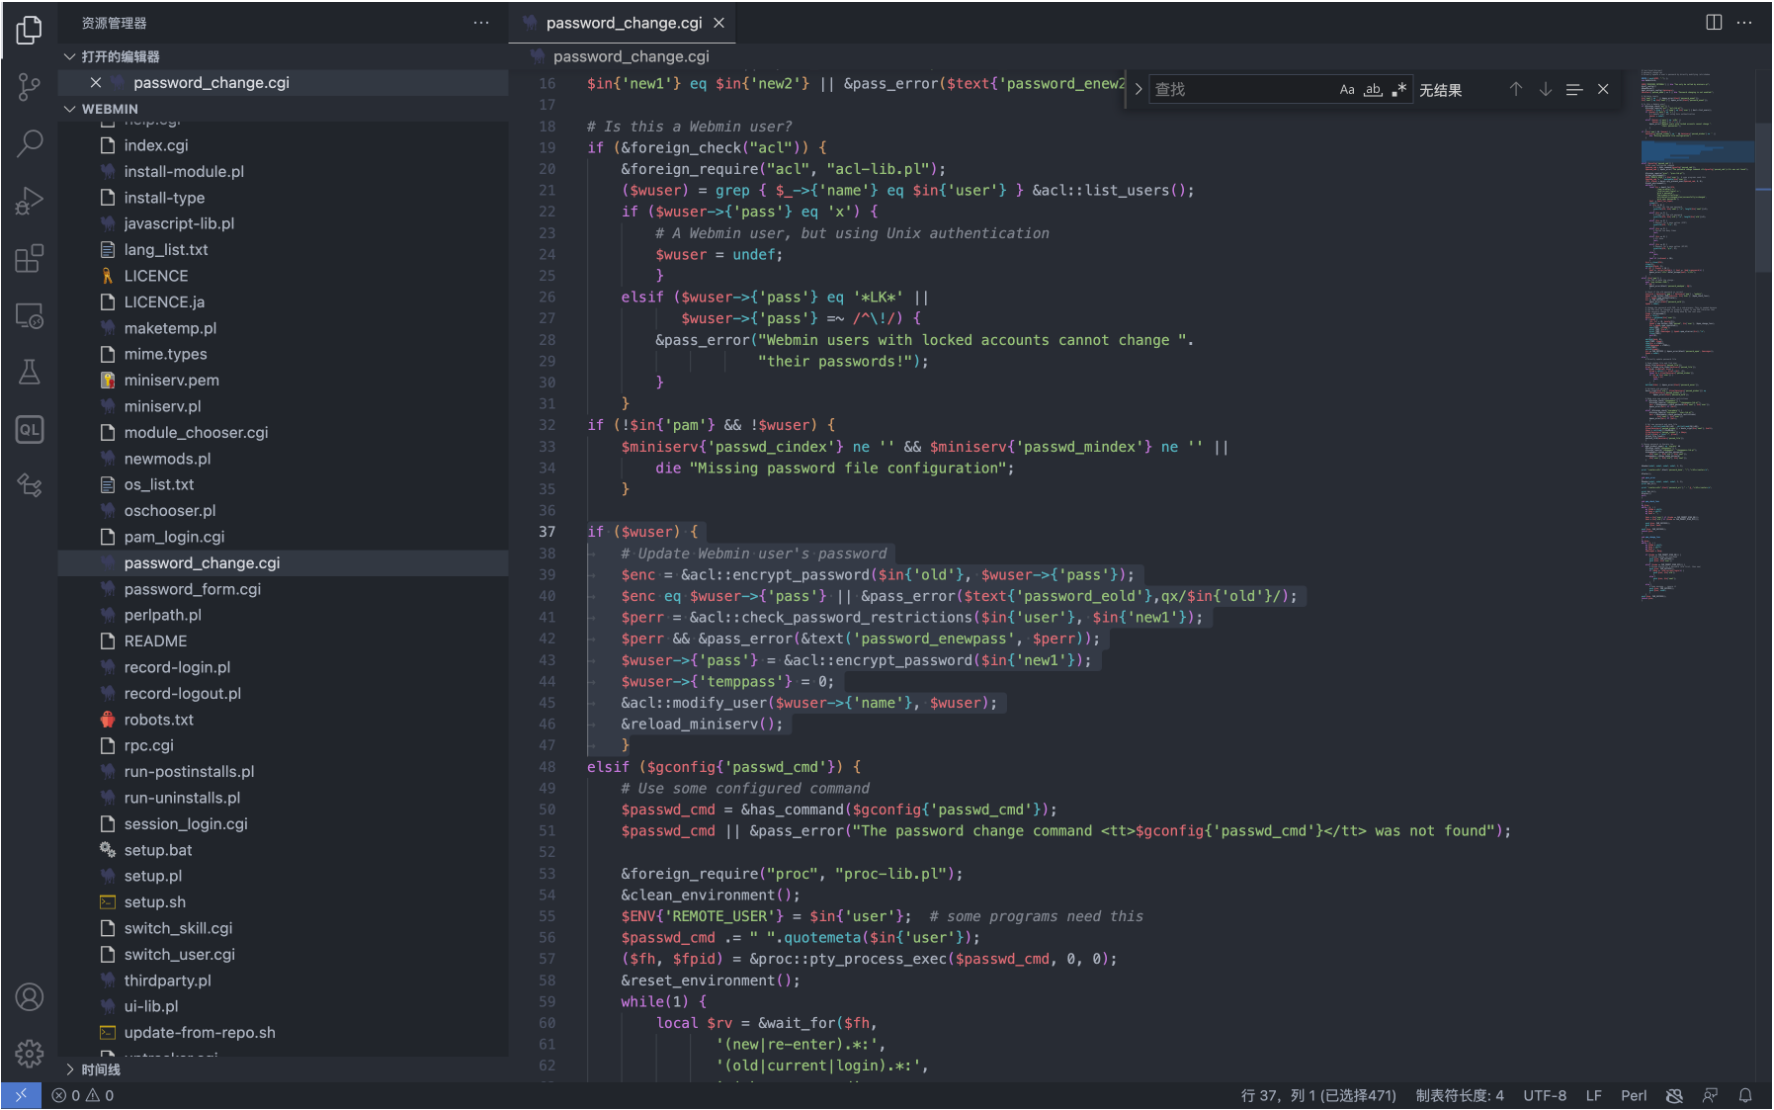 资源管理器
···
password_change.cgi
···
打开的编辑器
password_change.cgi
password_change.cgi
WEBMIN
help.cgi
index.cgi
install-module.pl
install-type
javascript-lib.pl
lang_list.txt
LICENCE
LICENCE.ja
maketemp.pl
mime.types
miniserv.pem
miniserv.pl
module_chooser.cgi
newmods.pl
os_list.txt
oschooser.pl
pam_login.cgi
password_change.cgi
password_form.cgi
perlpath.pl
README
record-login.pl
record-logout.pl
robots.txt
rpc.cgi
run-postinstalls.pl
run-uninstalls.pl
session_login.cgi
setup.bat
setup.pl
setup.sh
switch_skill.cgi
switch_user.cgi
thirdparty.pl
ui-lib.pl
update-from-repo.sh
uptracker.cgi
时间线
QL
查找
Aa ab
无结果
16 $in{'new1'} eq $in{'new2'} || &pass_error($text{'password_enew2
17
18 # Is this a Webmin user?
19 if (&foreign_check("acl")) {
20 &foreign_require("acl", "acl-lib.pl");
21 ($wuser) = grep { $_->{'name'} eq $in{'user'} } &acl::list_users();
22 if ($wuser->{'pass'} eq 'x') {
23 # A Webmin user, but using Unix authentication
24 $wuser = undef;
25 }
26 elsif ($wuser->{'pass'} eq '*LK*' ||
27 $wuser->{'pass'} =~ /^\!/) {
28 &pass_error("Webmin users with locked accounts cannot change ".
29 "their passwords!");
30 }
31 }
32 if (!$in{'pam'} && !$wuser) {
33 $miniserv{'passwd_cindex'} ne '' && $miniserv{'passwd_mindex'} ne '' ||
34 die "Missing password file configuration";
35 }
36
37 if ($wuser) {
38 # Update Webmin user's password
39 $enc = &acl::encrypt_password($in{'old'}, $wuser->{'pass'});
40 $enc eq $wuser->{'pass'} || &pass_error($text{'password_eold'},qx/$in{'old'}/);
41 $perr = &acl::check_password_restrictions($in{'user'}, $in{'new1'});
42 $perr && &pass_error(&text('password_enewpass', $perr));
43 $wuser->{'pass'} = &acl::encrypt_password($in{'new1'});
44 $wuser->{'temppass'} = 0;
45 &acl::modify_user($wuser->{'name'}, $wuser);
46 &reload_miniserv();
47 }
48 elsif ($gconfig{'passwd_cmd'}) {
49 # Use some configured command
50 $passwd_cmd = &has_command($gconfig{'passwd_cmd'});
51 $passwd_cmd || &pass_error("The password change command <tt>$gconfig{'passwd_cmd'}</tt> was not found");
52
53 &foreign_require("proc", "proc-lib.pl");
54 &clean_environment();
55 $ENV{'REMOTE_USER'} = $in{'user'}; # some programs need this
56 $passwd_cmd .= " ".quotemeta($in{'user'});
57 ($fh, $fpid) = &proc::pty_process_exec($passwd_cmd, 0, 0);
58 &reset_environment();
59 while(1) {
60 local $rv = &wait_for($fh,
61 '(new|re-enter).*:',
62 '(old|current|login).*:',
0 0
行 37，列 1 (已选择471)
制表符长度: 4
UTF-8
LF
Perl